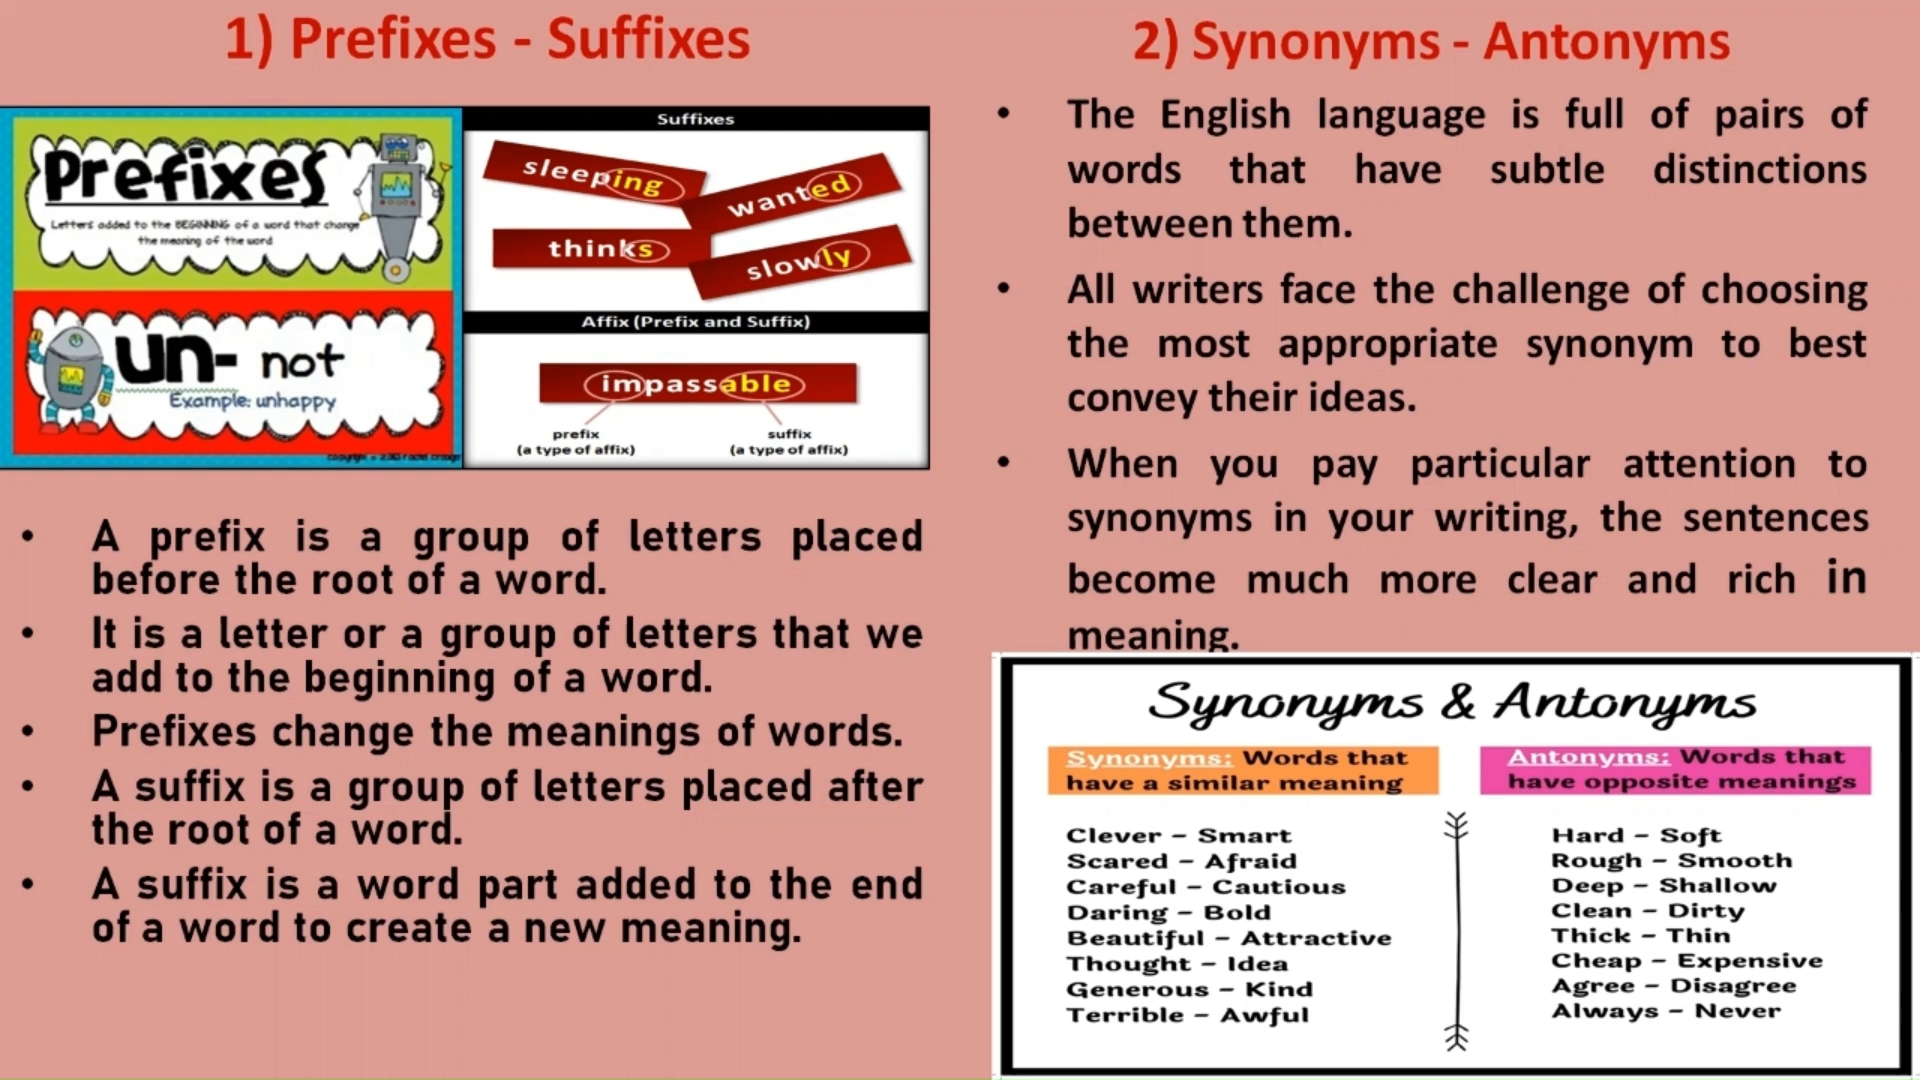 1) Prefixes - Suffixes
Prefixes
Letters added to the BEGINNING of a word that change
the meaning of the word
un- not
Example: unhappy
Suffixes
sleeping
wanted
thinks
slowly
Affix (Prefix and Suffix)
impassable
prefix
(a type of affix)
suffix
(a type of affix)
• A prefix is a group of letters placed
before the root of a word.
• It is a letter or a group of letters that we
add to the beginning of a word.
• Prefixes change the meanings of words.
• A suffix is a group of letters placed after
the root of a word.
• A suffix is a word part added to the end
of a word to create a new meaning.
2) Synonyms - Antonyms
• The English language is full of pairs of
words that have subtle distinctions
between them.
• All writers face the challenge of choosing
the most appropriate synonym to best
convey their ideas.
• When you pay particular attention to
synonyms in your writing, the sentences
become much more clear and rich in
meaning.
Synonyms & Antonyms
Synonyms: Words that
have a similar meaning
Clever – Smart
Scared – Afraid
Careful – Cautious
Daring – Bold
Beautiful – Attractive
Thought – Idea
Generous – Kind
Terrible – Awful
Antonyms: Words that
have opposite meanings
Hard – Soft
Rough – Smooth
Deep – Shallow
Clean – Dirty
Thick – Thin
Cheap – Expensive
Agree – Disagree
Always – Never